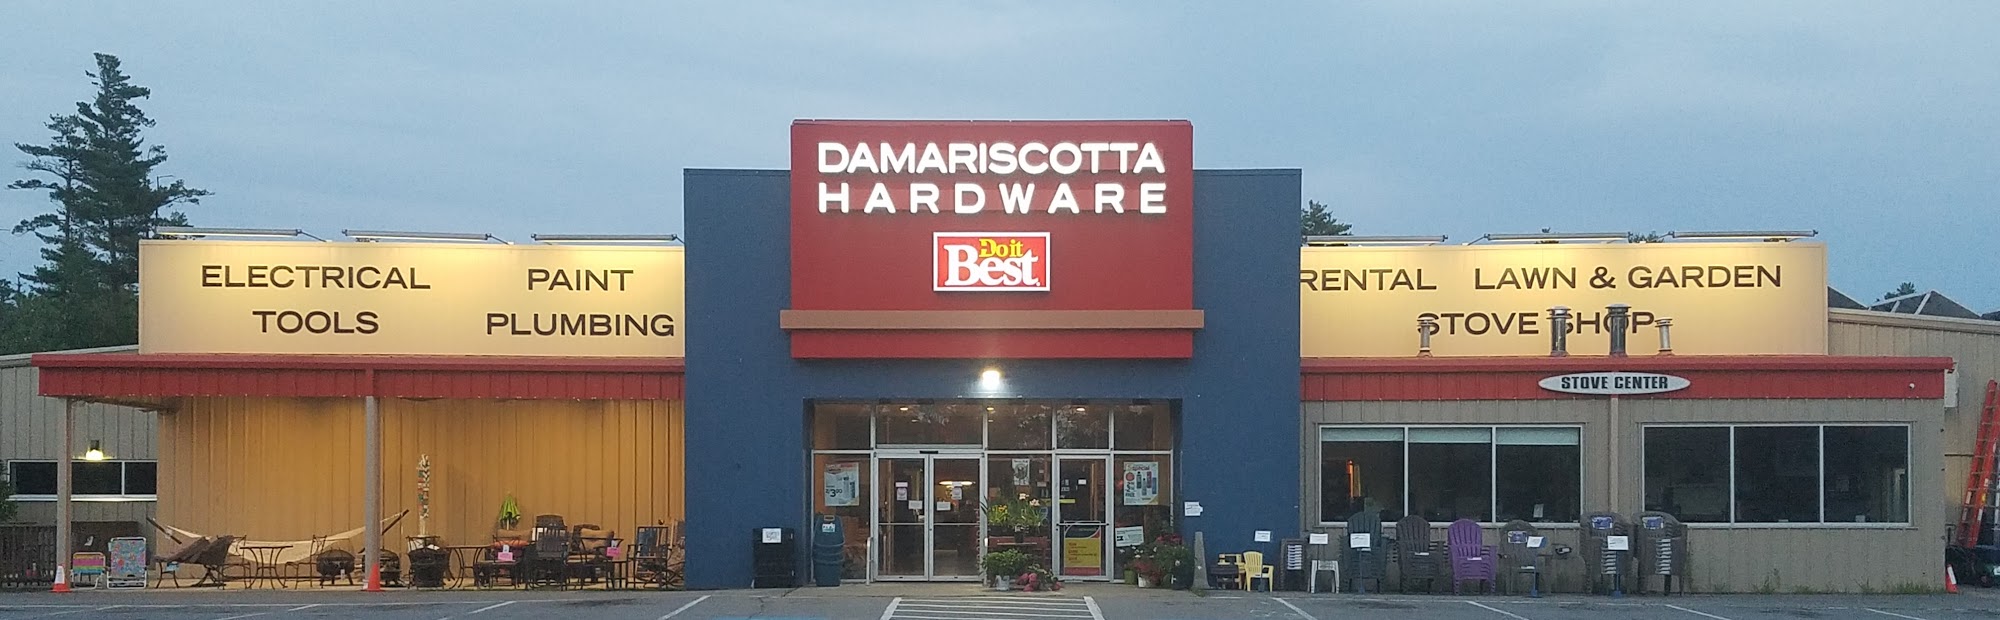 DAMARISCOTTA
HARDWARE
Do it
Best
ELECTRICAL
TOOLS
PAINT
PLUMBING
RENTAL
LAWN & GARDEN
STOVE SHOP
STOVE CENTER